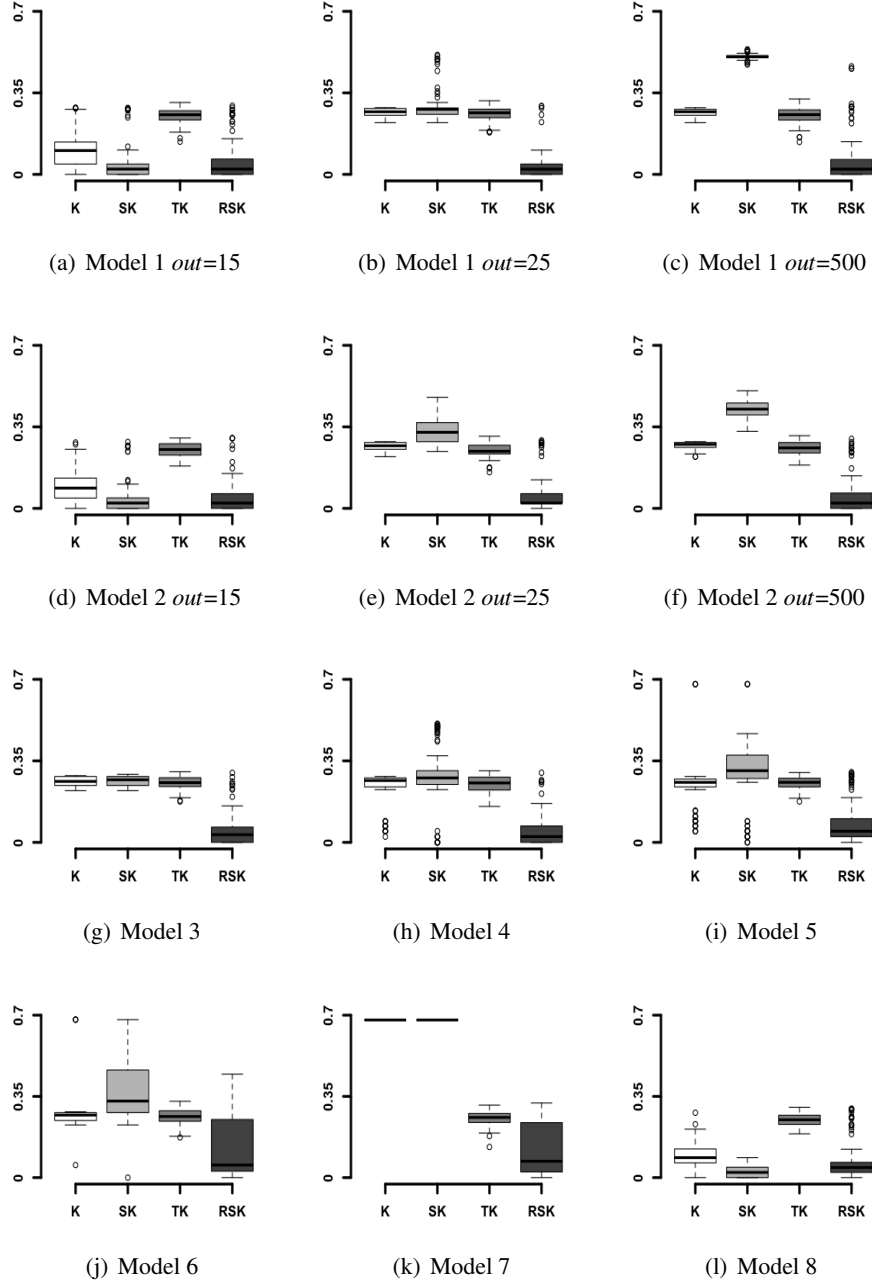 0.7 0.7 0.7
0.35 0.35 0.35
0 0 0
K SK TK RSK K SK TK RSK K SK TK RSK
(a) Model 1 out=15 (b) Model 1 out=25 (c) Model 1 out=500
0.7 0.7 0.7
0.35 0.35 0.35
0 0 0
K SK TK RSK K SK TK RSK K SK TK RSK
(d) Model 2 out=15 (e) Model 2 out=25 (f) Model 2 out=500
0.7 0.7 0.7
0.35 0.35 0.35
0 0 0
K SK TK RSK K SK TK RSK K SK TK RSK
(g) Model 3 (h) Model 4 (i) Model 5
0.7 0.7 0.7
0.35 0.35 0.35
0 0 0
K SK TK RSK K SK TK RSK K SK TK RSK
(j) Model 6 (k) Model 7 (l) Model 8